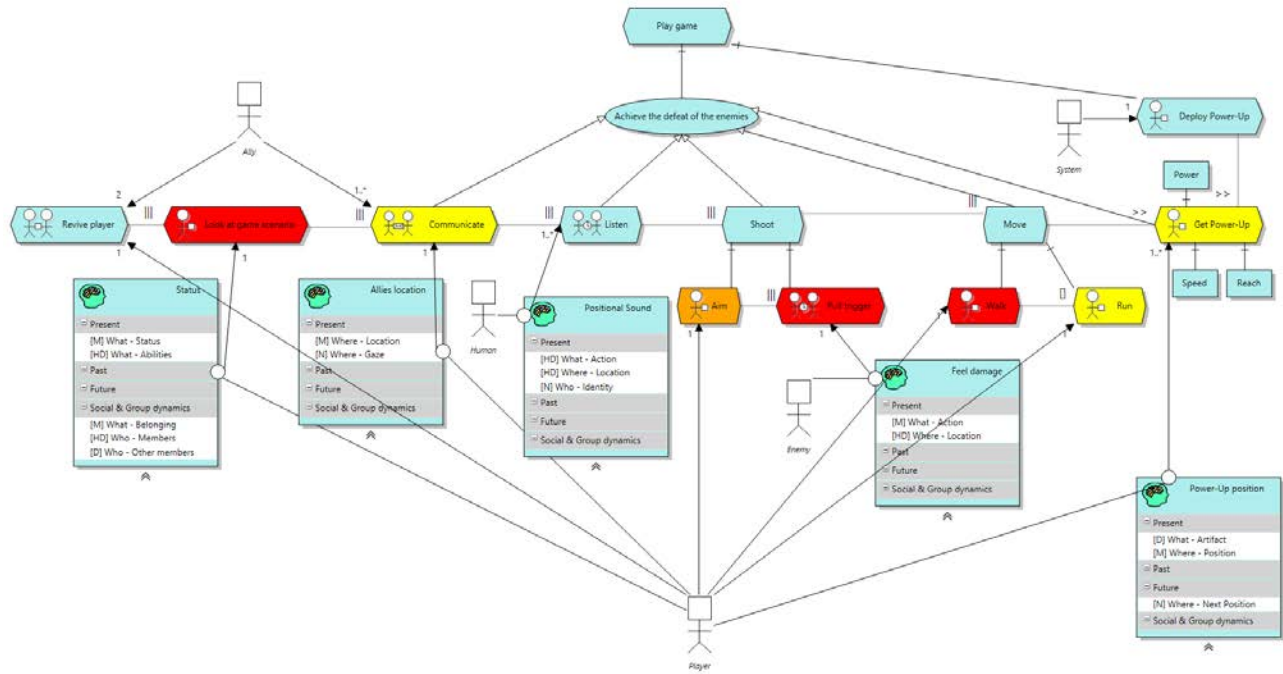 Play game
Achieve the defeat of the enemies
1
Deploy Power-Up
System
Ally
Power
>>
2
1..*
Revive player
|||
Look at game scenario
|||
Communicate
|||
Listen
|||
Shoot
|||
Move
>>
Get Power-Up
1
1
1
1..*
1..*
Speed
Reach
Status
Present
[M] What - Status
[HD] What - Abilities
Past
Future
Social & Group dynamics
[M] What - Belonging
[HD] Who - Members
[D] Who - Other members
Allies location
Present
[M] Where - Location
[N] Where - Gaze
Past
Future
Social & Group dynamics
Human
Positional Sound
Present
[HD] What - Action
[HD] Where - Location
[N] Who - Identity
Past
Future
Social & Group dynamics
Aim
|||
Pull trigger
Walk
[]
Run
1
1
1
1
Enemy
Feel damage
Present
[M] What - Action
[HD] Where - Location
Past
Future
Social & Group dynamics
Power-Up position
Present
[D] What - Artifact
[M] Where - Position
Past
Future
[N] Where - Next Position
Social & Group dynamics
Player